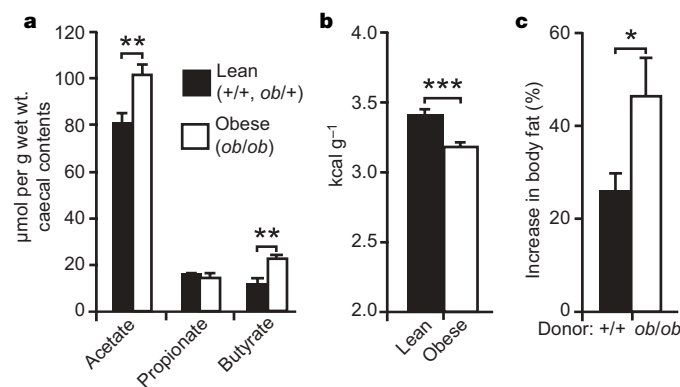 a
µmol per g wet wt.
caecal contents
120
100
80
60
40
20
0
**
**
Lean
(+/+, ob/+)
Obese
(ob/ob)
Acetate
Propionate
Butyrate
b
kcal g–1
4.0
3.5
3.0
2.5
2.0
***
Lean
Obese
c
Increase in body fat (%)
60
40
20
0
*
Donor: +/+ ob/ob